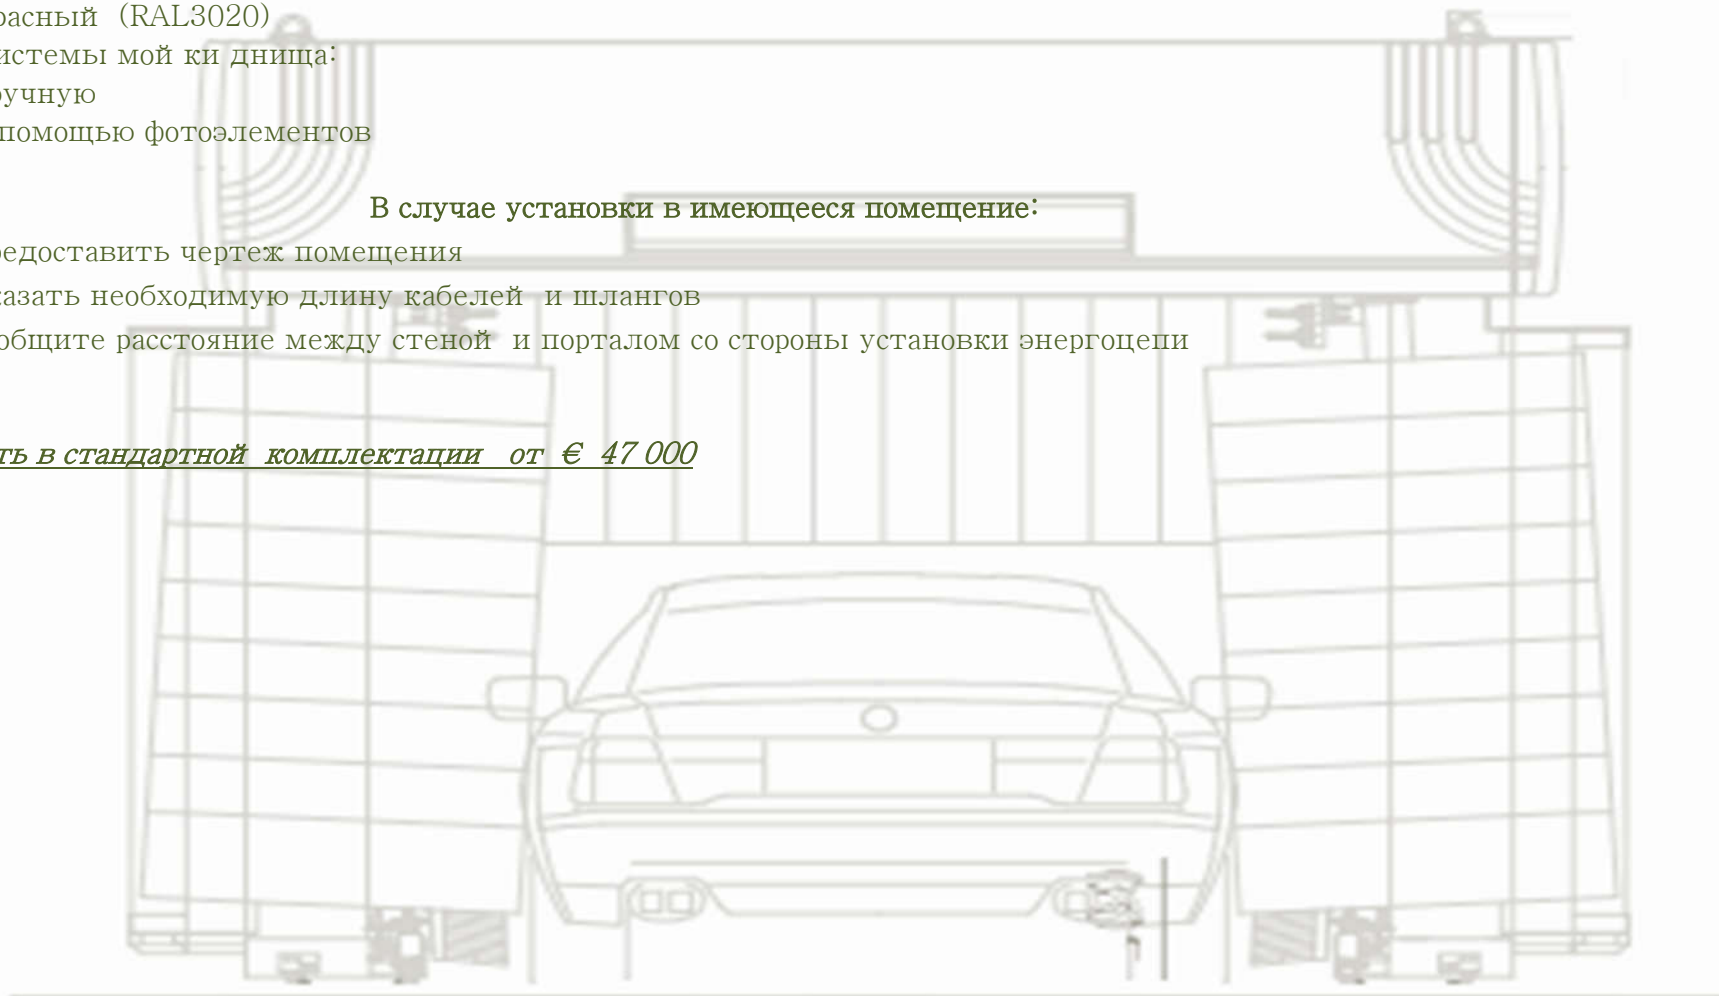 расный (RAL3020)
истемы мой ки днища:
ручную
помощью фотоэлементов
В случае установки в имеющееся помещение:
едоставить чертеж помещения
казать необходимую длину кабелей и шлангов
общите расстояние между стеной и порталом со стороны установки энергоцепи
ть в стандартной комплектации от € 47 000